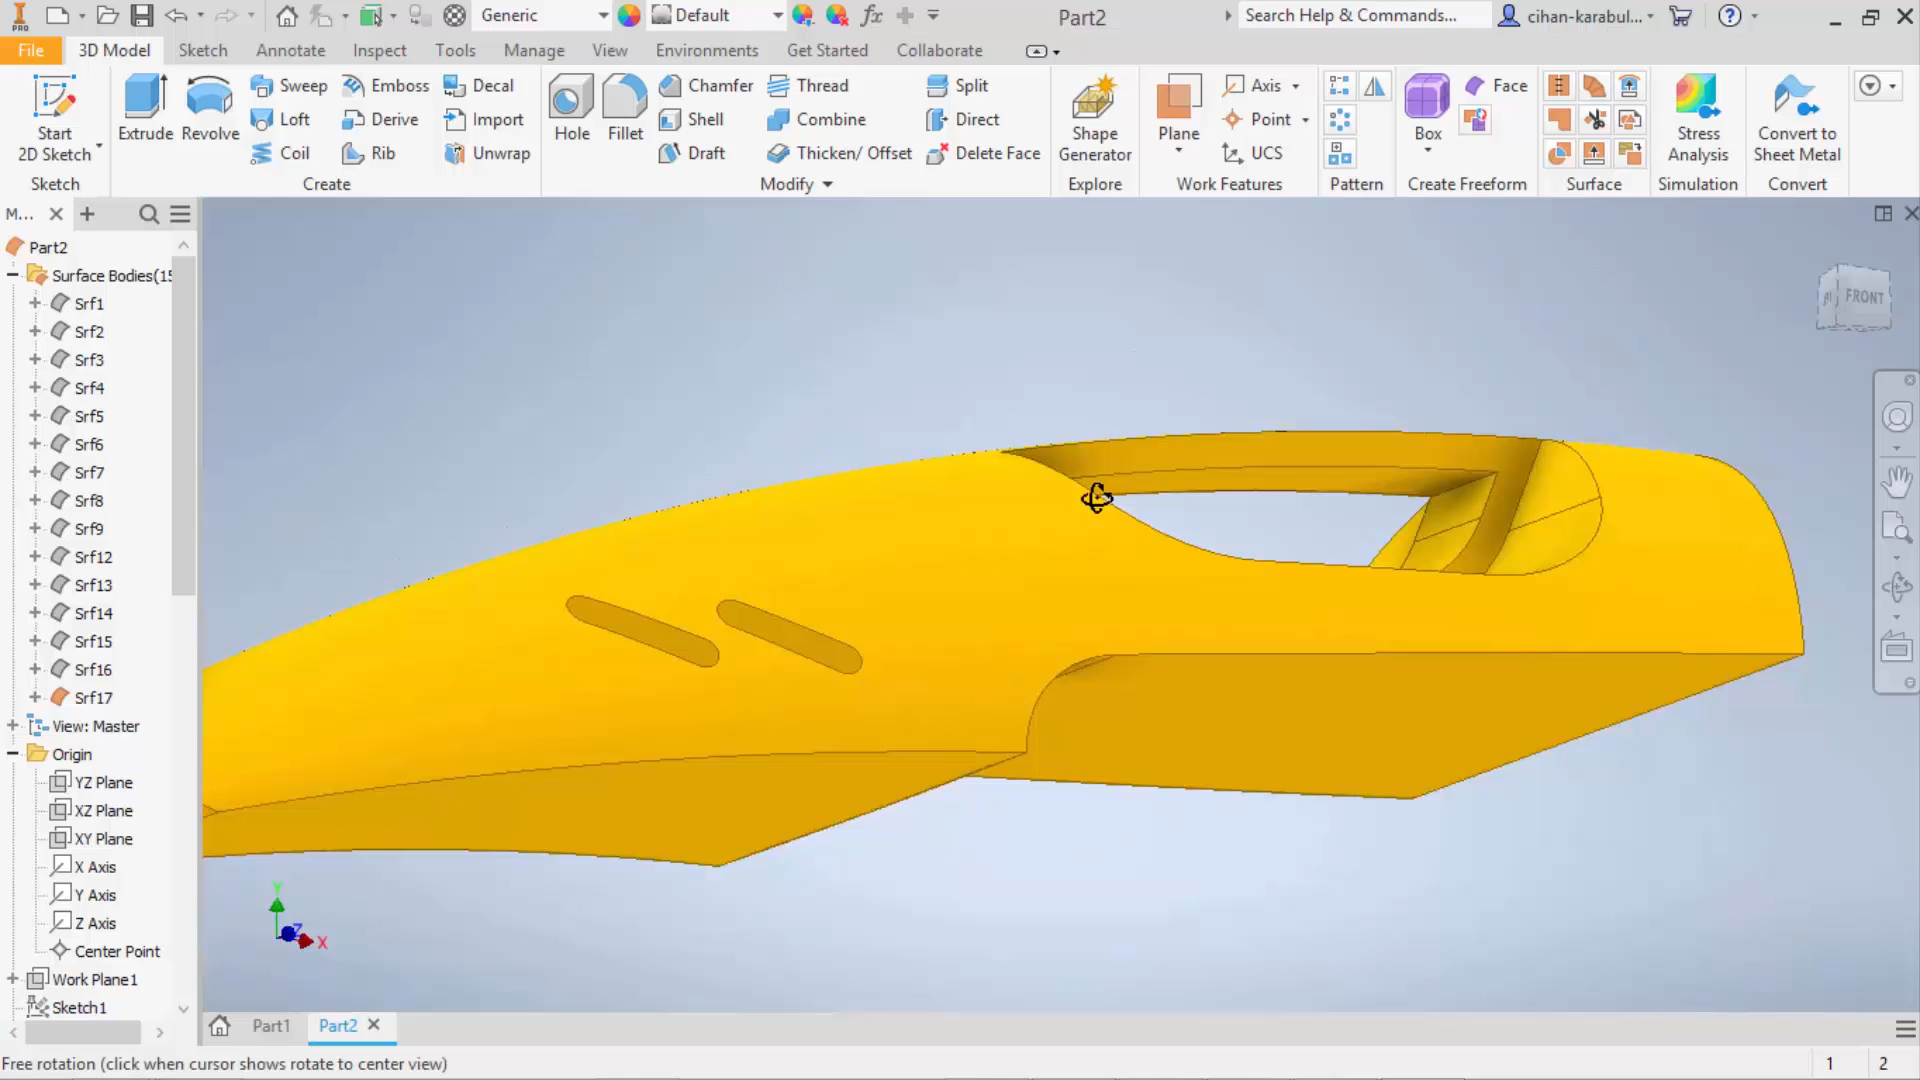 PRO
Generic
Default
fx
Part2
Search Help & Commands...
cihan-karabul...
File
3D Model
Sketch
Annotate
Inspect
Tools
Manage
View
Environments
Get Started
Collaborate
Start
2D Sketch
Sketch
Extrude
Revolve
Sweep
Loft
Coil
Emboss
Derive
Rib
Decal
Import
Unwrap
Create
Hole
Fillet
Chamfer
Shell
Draft
Thread
Combine
Thicken/ Offset
Split
Direct
Delete Face
Modify
Shape
Generator
Explore
Plane
Axis
Point
UCS
Work Features
Pattern
Box
Face
Create Freeform
Surface
Stress
Analysis
Simulation
Convert to
Sheet Metal
Convert
M...
Part2
Surface Bodies(15
Srf1
Srf2
Srf3
Srf4
Srf5
Srf6
Srf7
Srf8
Srf9
Srf12
Srf13
Srf14
Srf15
Srf16
Srf17
View: Master
Origin
YZ Plane
XZ Plane
XY Plane
X Axis
Y Axis
Z Axis
Center Point
Work Plane1
Sketch1
FRONT
Y
Z
X
Part1
Part2
Free rotation (click when cursor shows rotate to center view)
1
2